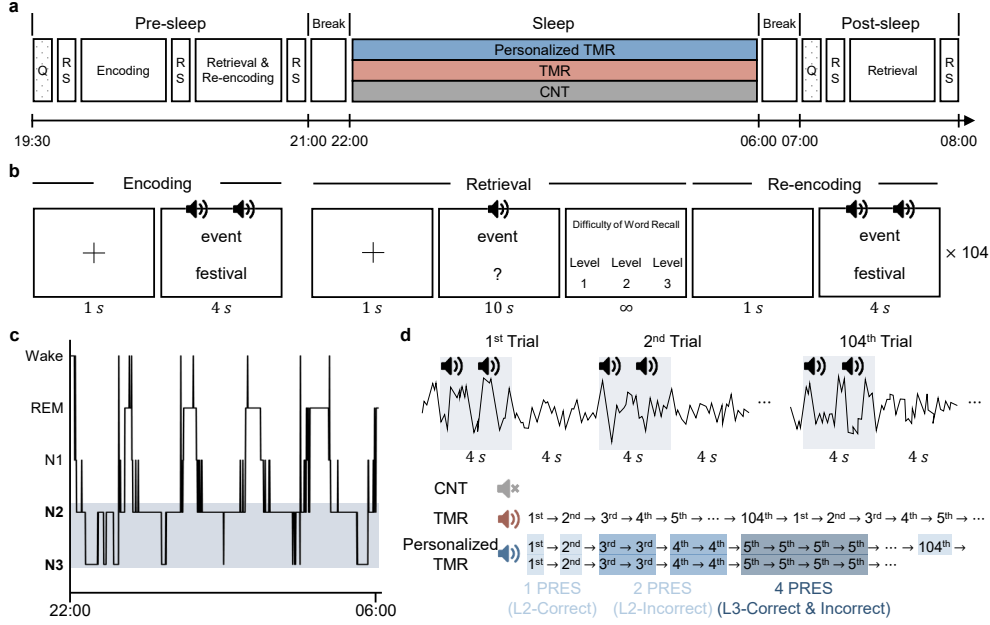 a
Pre-sleep Break Sleep Break Post-sleep
Q RS Encoding RS Retrieval & Re-encoding RS Personalized TMR Q RS Retrieval RS
TMR
CNT
19:30 21:00 22:00 06:00 07:00 08:00
b
Encoding Retrieval Re-encoding
event event Difficulty of Word Recall event
festival ? Level 1 Level 2 Level 3 festival × 104
1 s 4 s 1 s 10 s ∞ 1 s 4 s
c
Wake
REM
N1
N2
N3
22:00 06:00
d
1st Trial 2nd Trial 104th Trial
... ...
4 s 4 s 4 s 4 s 4 s 4 s
CNT
TMR 1st → 2nd → 3rd → 4th → 5th → ⋯ → 104th → 1st → 2nd → 3rd → 4th → 5th → ⋯
Personalized TMR 1st → 2nd → 3rd → 3rd → 4th → 4th → 5th → 5th → 5th → 5th → ⋯ → 104th →
1st → 2nd → 3rd → 3rd → 4th → 4th → 5th → 5th → 5th → 5th → ⋯
1 PRES 2 PRES 4 PRES
(L2-Correct) (L2-Incorrect) (L3-Correct & Incorrect)